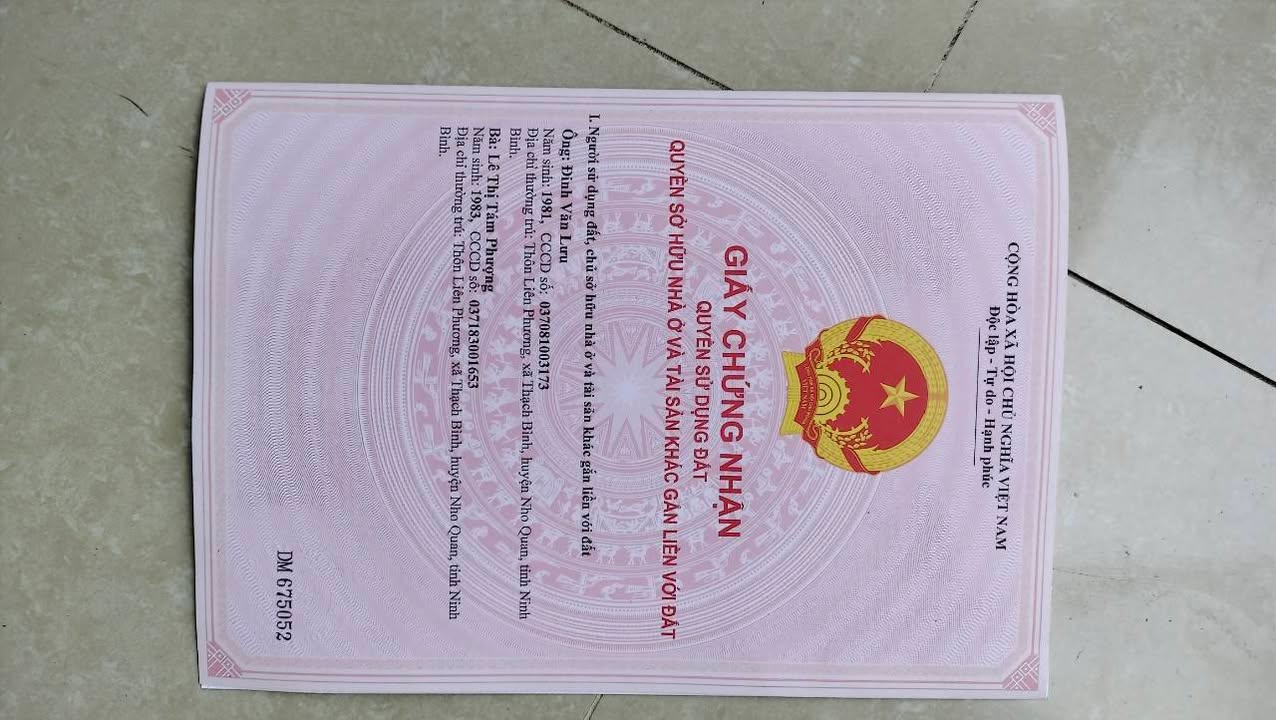 CỘNG HÒA XÃ HỘI CHỦ NGHĨA VIỆT NAM
Độc lập - Tự do - Hạnh phúc
GIẤY CHỨNG NHẬN
QUYỀN SỬ DỤNG ĐẤT
QUYỀN SỞ HỮU NHÀ Ở VÀ TÀI SẢN KHÁC GẮN LIỀN VỚI ĐẤT
I. Người sử dụng đất, chủ sở hữu nhà ở và tài sản khác gắn liền với đất
Ông: Đinh Văn Lưu
Năm sinh: 1981, CCCD số: 037081003173
Địa chỉ thường trú: Thôn Liên Phương, xã Thạch Bình, huyện Nho Quan, tỉnh Ninh
Bình.
Bà: Lê Thị Tám Phượng
Năm sinh: 1983, CCCD số: 037183001653
Địa chỉ thường trú: Thôn Liên Phương, xã Thạch Bình, huyện Nho Quan, tỉnh Ninh
Bình.
DM 675052